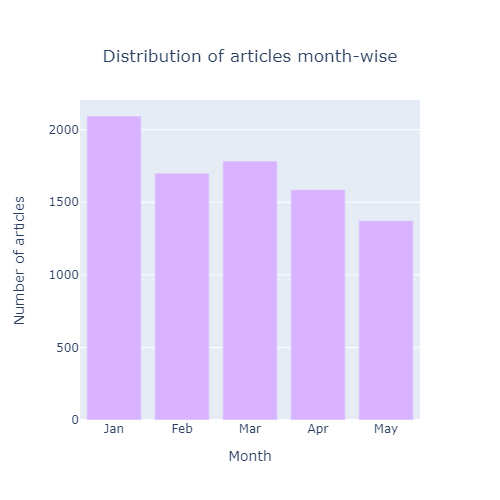 Distribution of articles month-wise
Number of articles
2000
1500
1000
500
0
Jan Feb Mar Apr May
Month